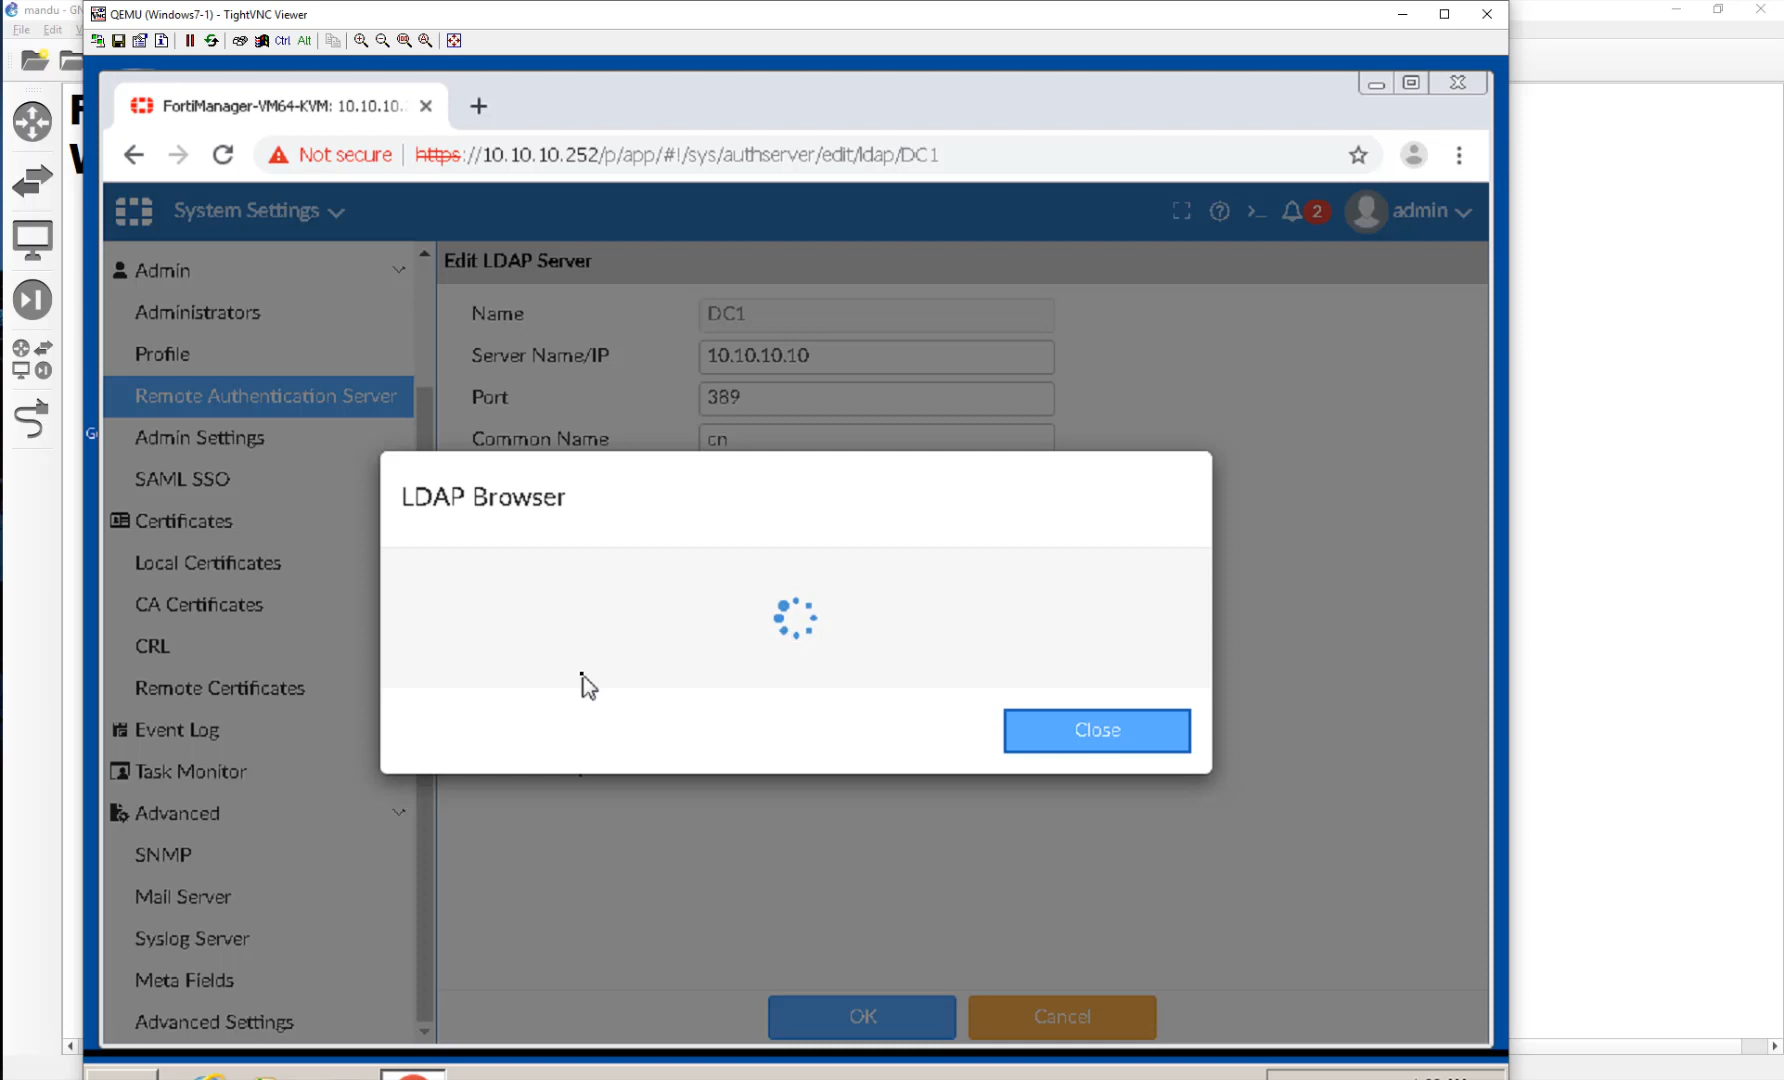 mandu - GN
File Edit V
QEMU (Windows7-1) - TightVNC Viewer
Ctrl Alt
FortiManager-VM64-KVM: 10.10.10.
Not secure https://10.10.10.252/p/app/#!/sys/authserver/edit/ldap/DC1
System Settings
2
admin
Admin
Administrators
Profile
Remote Authentication Server
Admin Settings
SAML SSO
Certificates
Local Certificates
CA Certificates
CRL
Remote Certificates
Event Log
Task Monitor
Advanced
SNMP
Mail Server
Syslog Server
Meta Fields
Advanced Settings
Edit LDAP Server
Name DC1
Server Name/IP 10.10.10.10
Port 389
Common Name cn
LDAP Browser
Close
OK Cancel